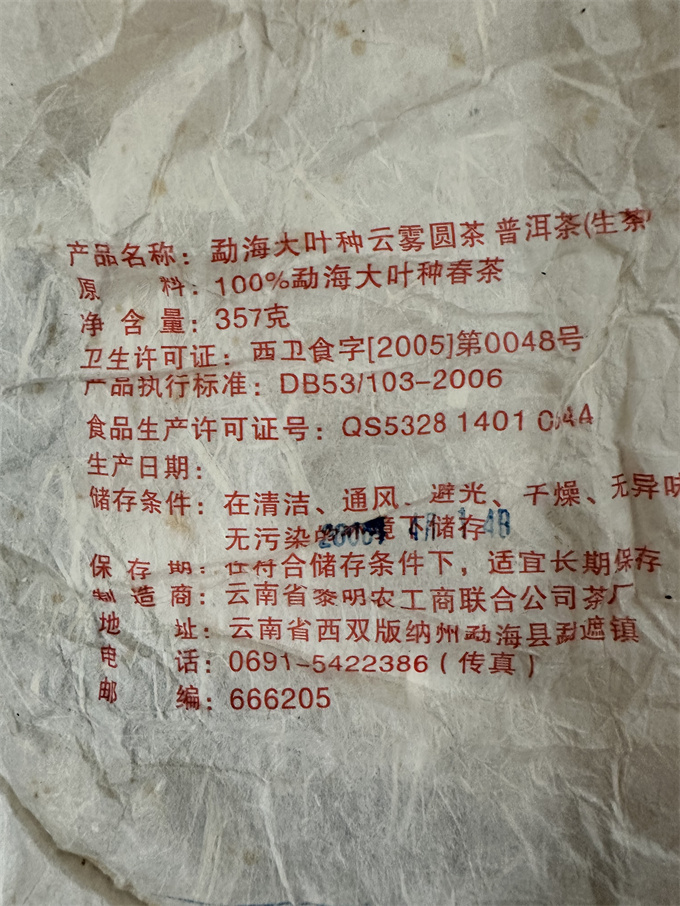 产品名称：勐海大叶种云雾圆茶 普洱茶(生茶
原 料：100%勐海大叶种春茶
净含量：357克
卫生许可证：西卫食字[2005]第0048号
产品执行标准：DB53/103-2006
食品生产许可证号：QS5328 1401
生产日期：
储存条件：在清洁、通风、避光、干燥、无异味
无污染的 境下储存
保存期：在符合储存条件下，适宜长期保存
制造商：云南省黎明农工商联合公司茶厂
地 址：云南省西双版纳州勐海县勐遮镇
电 话：0691-5422386（传真）
邮 编：666205